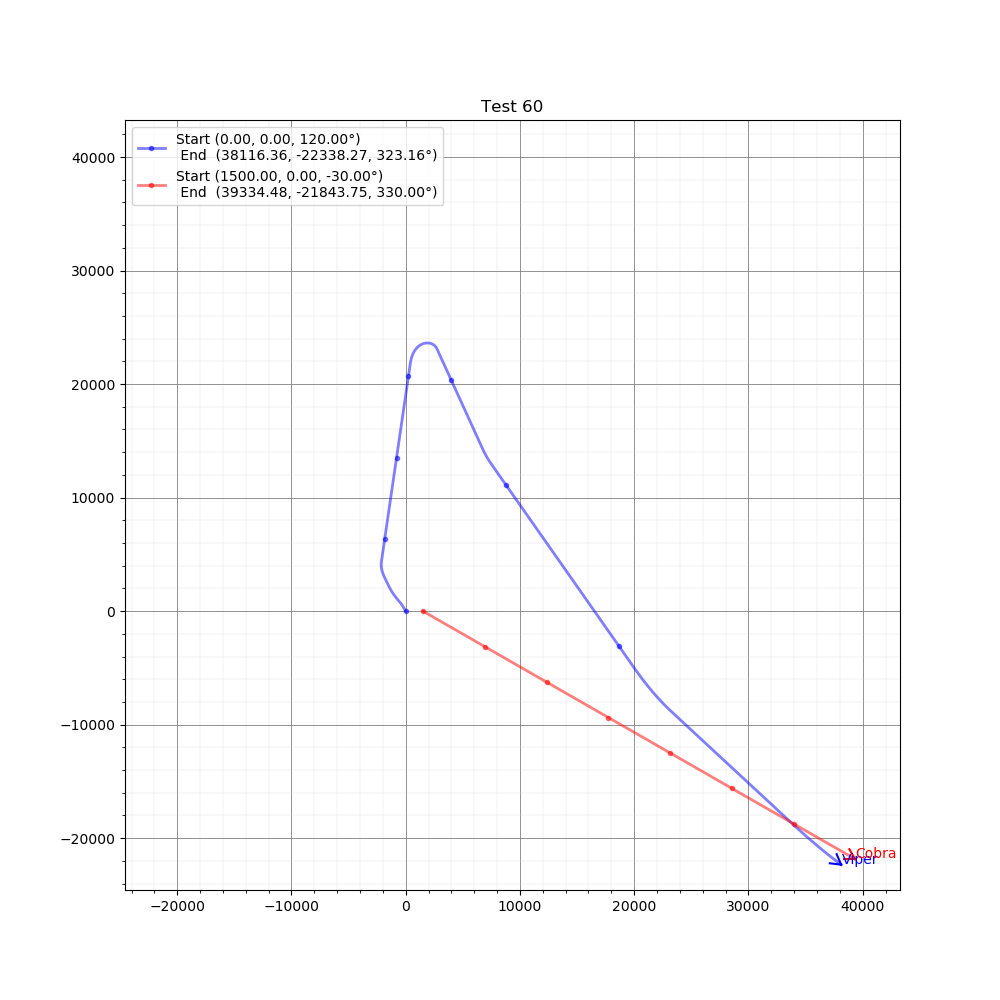 Test 60
Start (0.00, 0.00, 120.00°)
End (38116.36, -22338.27, 323.16°)
Start (1500.00, 0.00, -30.00°)
End (39334.48, -21843.75, 330.00°)
40000
30000
20000
10000
0
−10000
−20000
Cobra
Viper
−20000 −10000 0 10000 20000 30000 40000